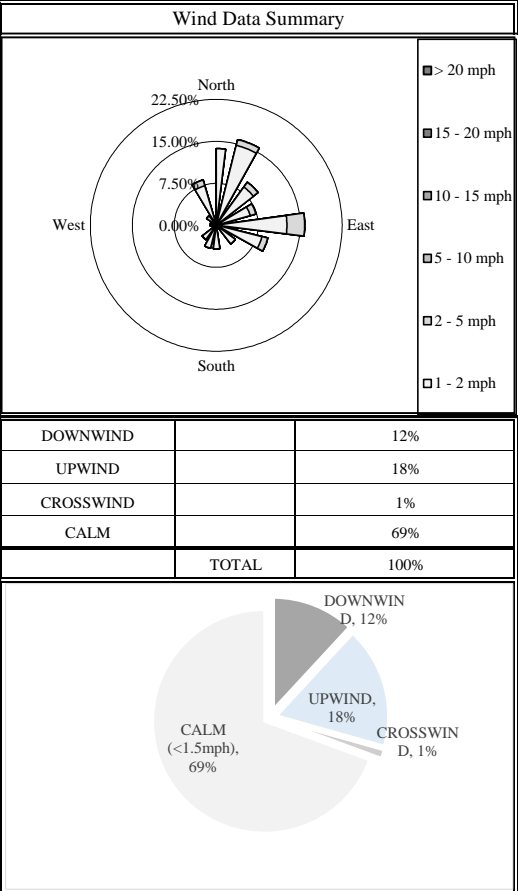 Wind Data Summary
North
22.50%
15.00%
7.50%
0.00%
West
East
South
> 20 mph
15 - 20 mph
10 - 15 mph
5 - 10 mph
2 - 5 mph
1 - 2 mph
DOWNWIND 12%
UPWIND 18%
CROSSWIND 1%
CALM 69%
TOTAL 100%
DOWNWIN
D, 12%
UPWIND,
18%
CROSSWIN
D, 1%
CALM
(<1.5mph),
69%